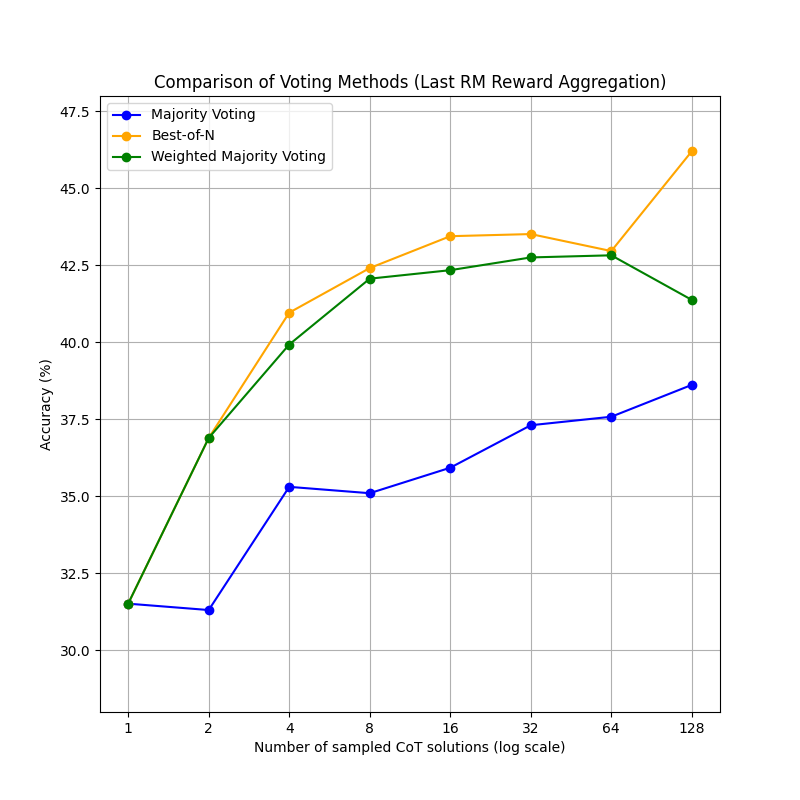 Comparison of Voting Methods (Last RM Reward Aggregation)
Majority Voting
Best-of-N
Weighted Majority Voting
Accuracy (%)
47.5
45.0
42.5
40.0
37.5
35.0
32.5
30.0
1 2 4 8 16 32 64 128
Number of sampled CoT solutions (log scale)